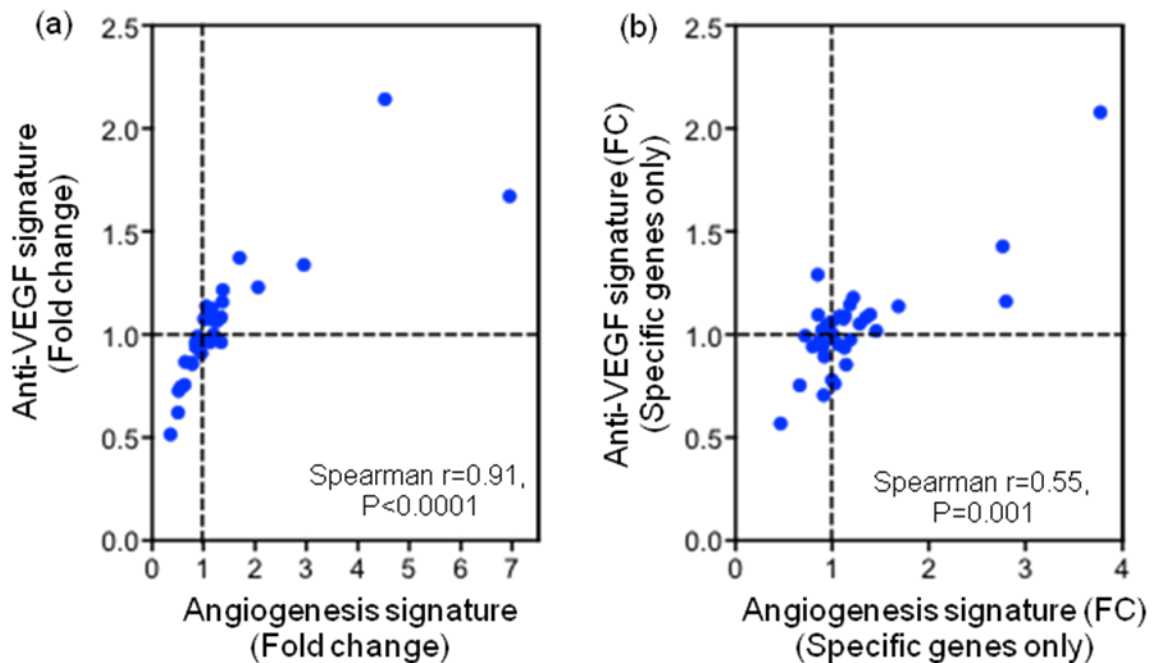 (a)
2.5
2.0
1.5
1.0
0.5
0.0
Anti-VEGF signature
(Fold change)
Spearman r=0.91,
P<0.0001
0 1 2 3 4 5 6 7
Angiogenesis signature
(Fold change)
(b)
2.5
2.0
1.5
1.0
0.5
0.0
Anti-VEGF signature (FC)
(Specific genes only)
Spearman r=0.55,
P=0.001
0 1 2 3 4
Angiogenesis signature (FC)
(Specific genes only)